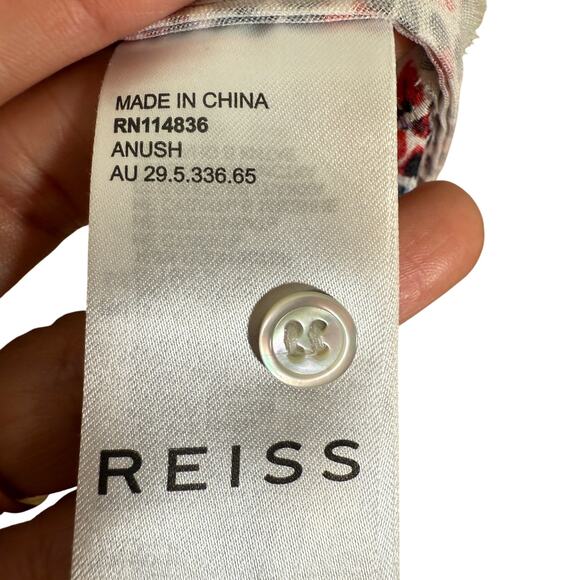 MADE IN CHINA
RN114836
ANUSH
AU 29.5.336.65
REISS